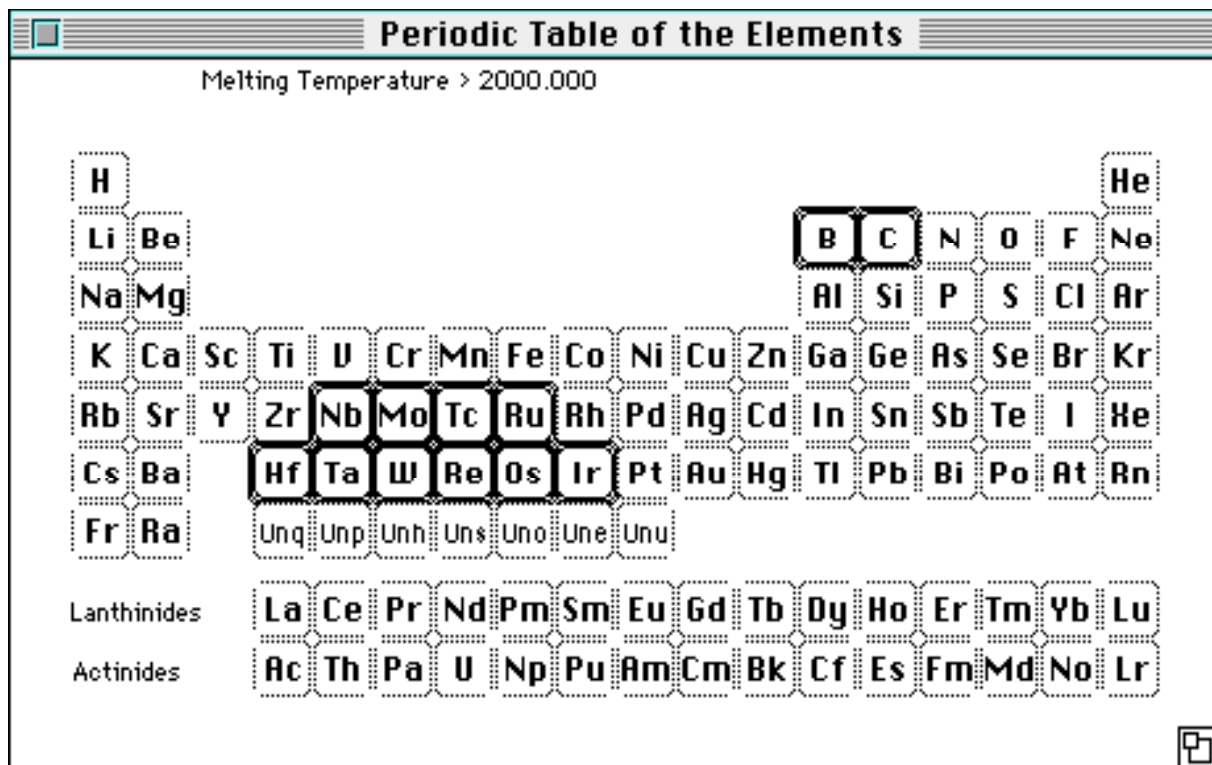 Periodic Table of the Elements
Melting Temperature > 2000.000
H He
Li Be B C N O F Ne
Na Mg Al Si P S Cl Ar
K Ca Sc Ti V Cr Mn Fe Co Ni Cu Zn Ga Ge As Se Br Kr
Rb Sr Y Zr Nb Mo Tc Ru Rh Pd Ag Cd In Sn Sb Te I Xe
Cs Ba Hf Ta W Re Os Ir Pt Au Hg Tl Pb Bi Po At Rn
Fr Ra Unq Unp Unh Uns Uno Une Unu
Lanthinides La Ce Pr Nd Pm Sm Eu Gd Tb Dy Ho Er Tm Yb Lu
Actinides Ac Th Pa U Np Pu Am Cm Bk Cf Es Fm Md No Lr